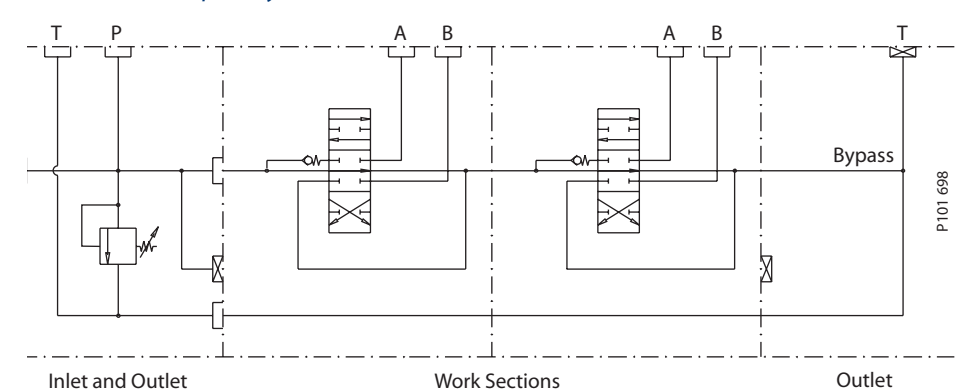 T P A B A B T
Bypass
P101 698
Inlet and Outlet Work Sections Outlet